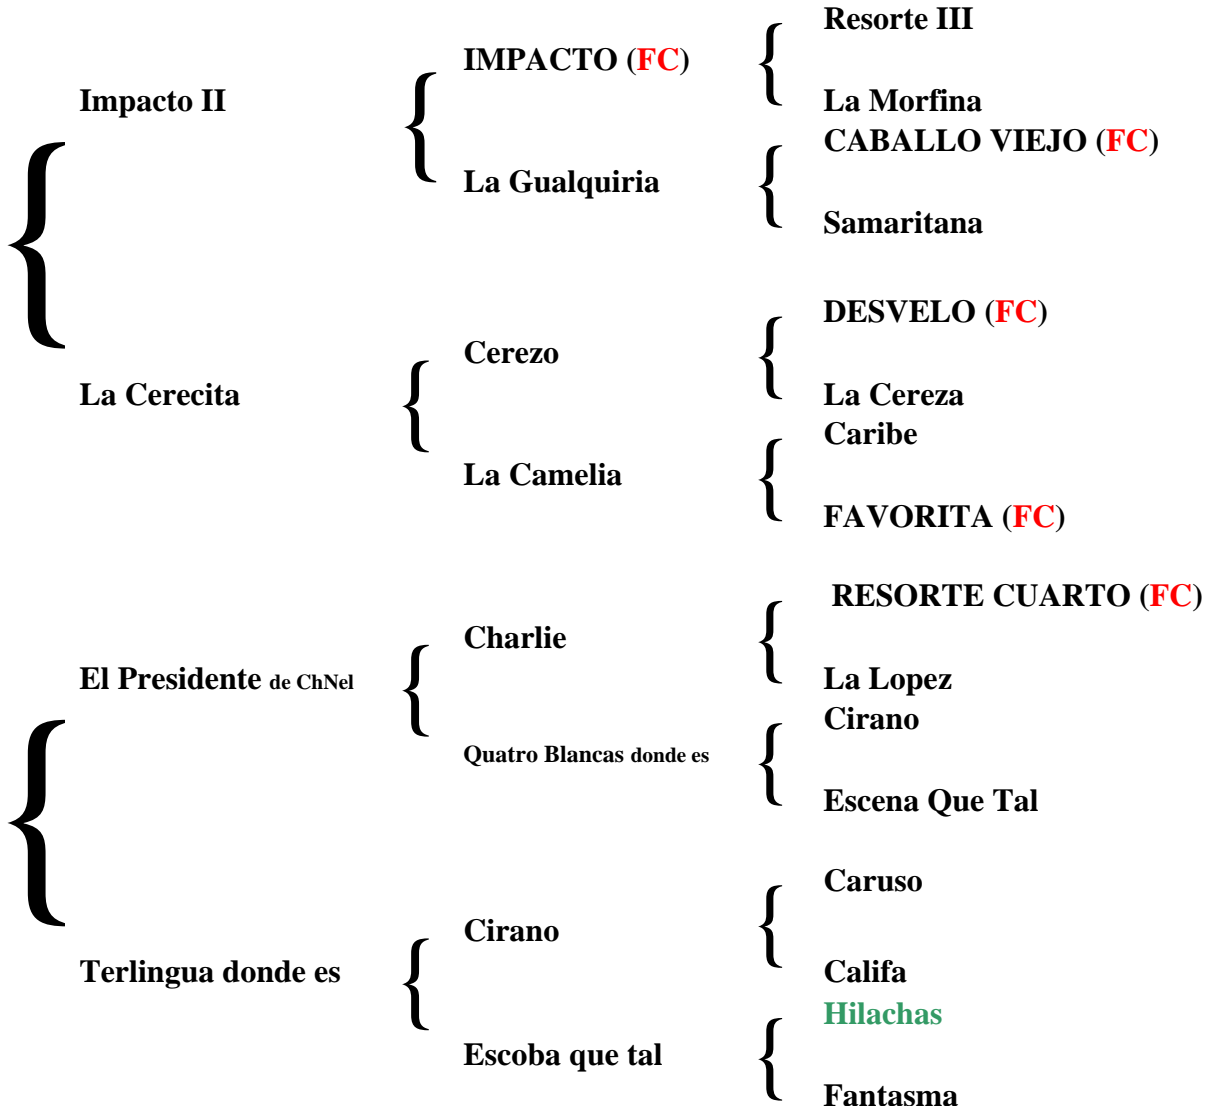 Resorte III
IMPACTO (FC)
Impacto II
La Morfina
CABALLO VIEJO (FC)
La Gualquiria
Samaritana
DESVELO (FC)
Cerezo
La Cerecita
La Cereza
Caribe
La Camelia
FAVORITA (FC)
RESORTE CUARTO (FC)
Charlie
El Presidente de ChNel
La Lopez
Cirano
Quatro Blancas donde es
Escena Que Tal
Caruso
Cirano
Terlingua donde es
Califa
Hilachas
Escoba que tal
Fantasma